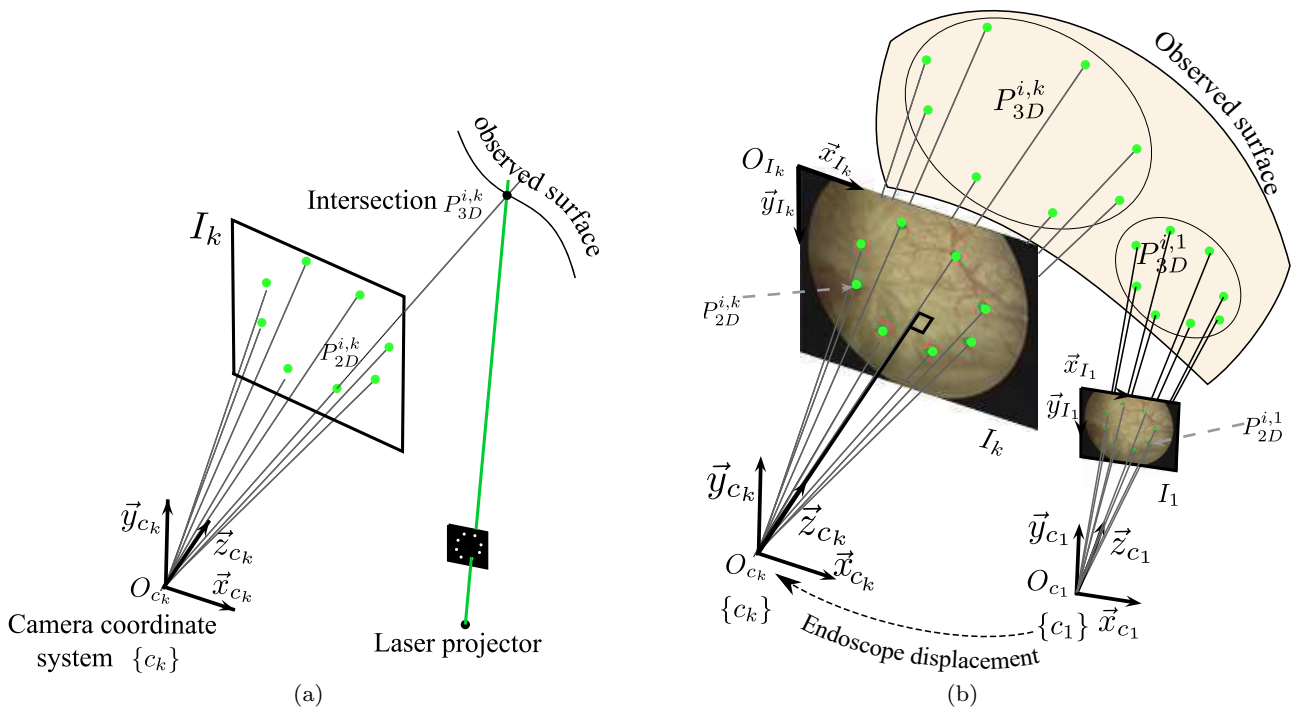 observed surface
Intersection $P_{3D}^{i,k}$
$I_k$
$P_{2D}^{i,k}$
$\vec{y}_{c_k}$
$\vec{z}_{c_k}$
$O_{c_k}$
$\vec{x}_{c_k}$
Camera coordinate
system $\{c_k\}$
Laser projector
(a)
Observed surface
$P_{3D}^{i,k}$
$O_{I_k}$
$\vec{x}_{I_k}$
$\vec{y}_{I_k}$
$P_{3D}^{i,1}$
$P_{2D}^{i,k}$
$\vec{x}_{I_1}$
$\vec{y}_{I_1}$
$P_{2D}^{i,1}$
$I_k$
$I_1$
$\vec{y}_{c_k}$
$\vec{z}_{c_k}$
$O_{c_k}$
$\vec{x}_{c_k}$
$\{c_k\}$
$\vec{y}_{c_1}$
$\vec{z}_{c_1}$
$O_{c_1}$
$\{c_1\}$
$\vec{x}_{c_1}$
Endoscope displacement
(b)